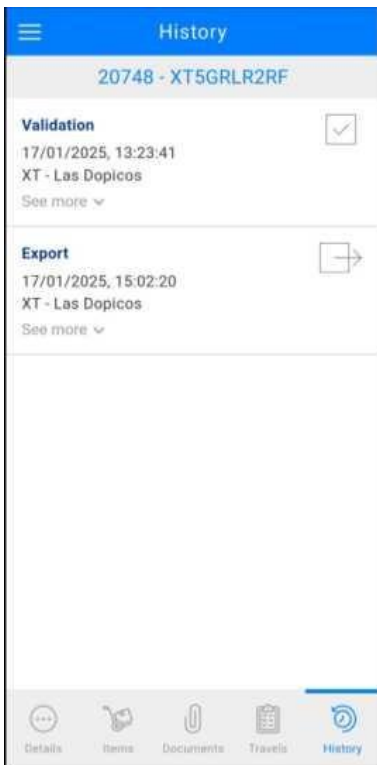 History
20748 - XT5GRLR2RF
Validation
17/01/2025, 13:23:41
XT - Las Dopicos
See more
Export
17/01/2025, 15:02:20
XT - Las Dopicos
See more
Details
Items
Documents
Travels
History